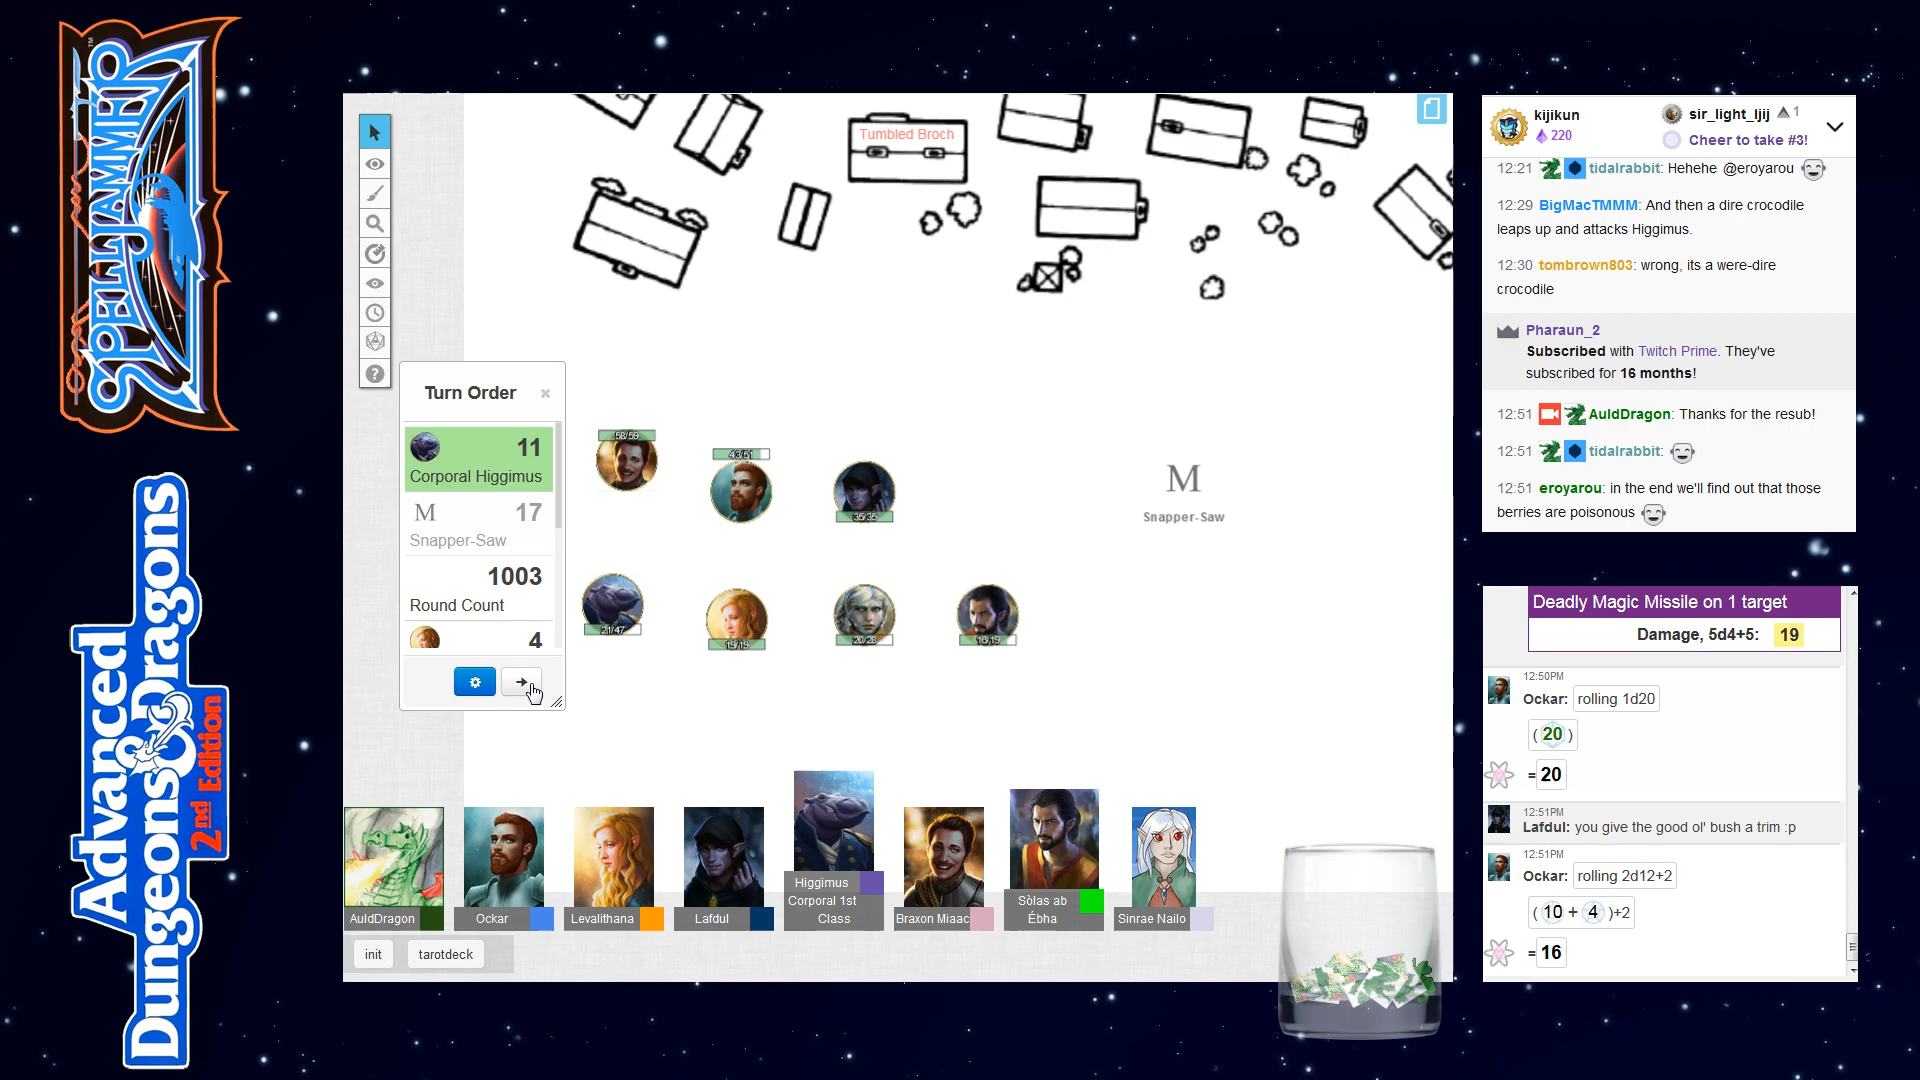 SPELLJAMMER
TM
Advanced
Dungeons & Dragons
2nd Edition
Tumbled Broch
Turn Order
×
11
Corporal Higgimus
M
17
Snapper-Saw
1003
Round Count
4
58/59
43/51
35/35
M
Snapper-Saw
21/47
19/19
20/28
16/19
AuldDragon
Ockar
Levalithana
Lafdul
Higgimus
Corporal 1st
Class
Braxon Miaac
Sòlas ab
Ébha
Sinrae Nailo
init
tarotdeck
kijikun
220
sir_light_ljij
1
Cheer to take #3!
12:21 tidalrabbit: Hehehe @eroyarou
12:29 BigMacTMMM: And then a dire crocodile
leaps up and attacks Higgimus.
12:30 tombrown803: wrong, its a were-dire
crocodile
Pharaun_2
Subscribed with Twitch Prime. They've
subscribed for 16 months!
12:51 AuldDragon: Thanks for the resub!
12:51 tidalrabbit:
12:51 eroyarou: in the end we'll find out that those
berries are poisonous
Deadly Magic Missile on 1 target
Damage, 5d4+5: 19
12:50PM
Ockar: rolling 1d20
(20)
=20
12:51PM
Lafdul: you give the good ol' bush a trim :p
12:51PM
Ockar: rolling 2d12+2
(10+4)+2
=16